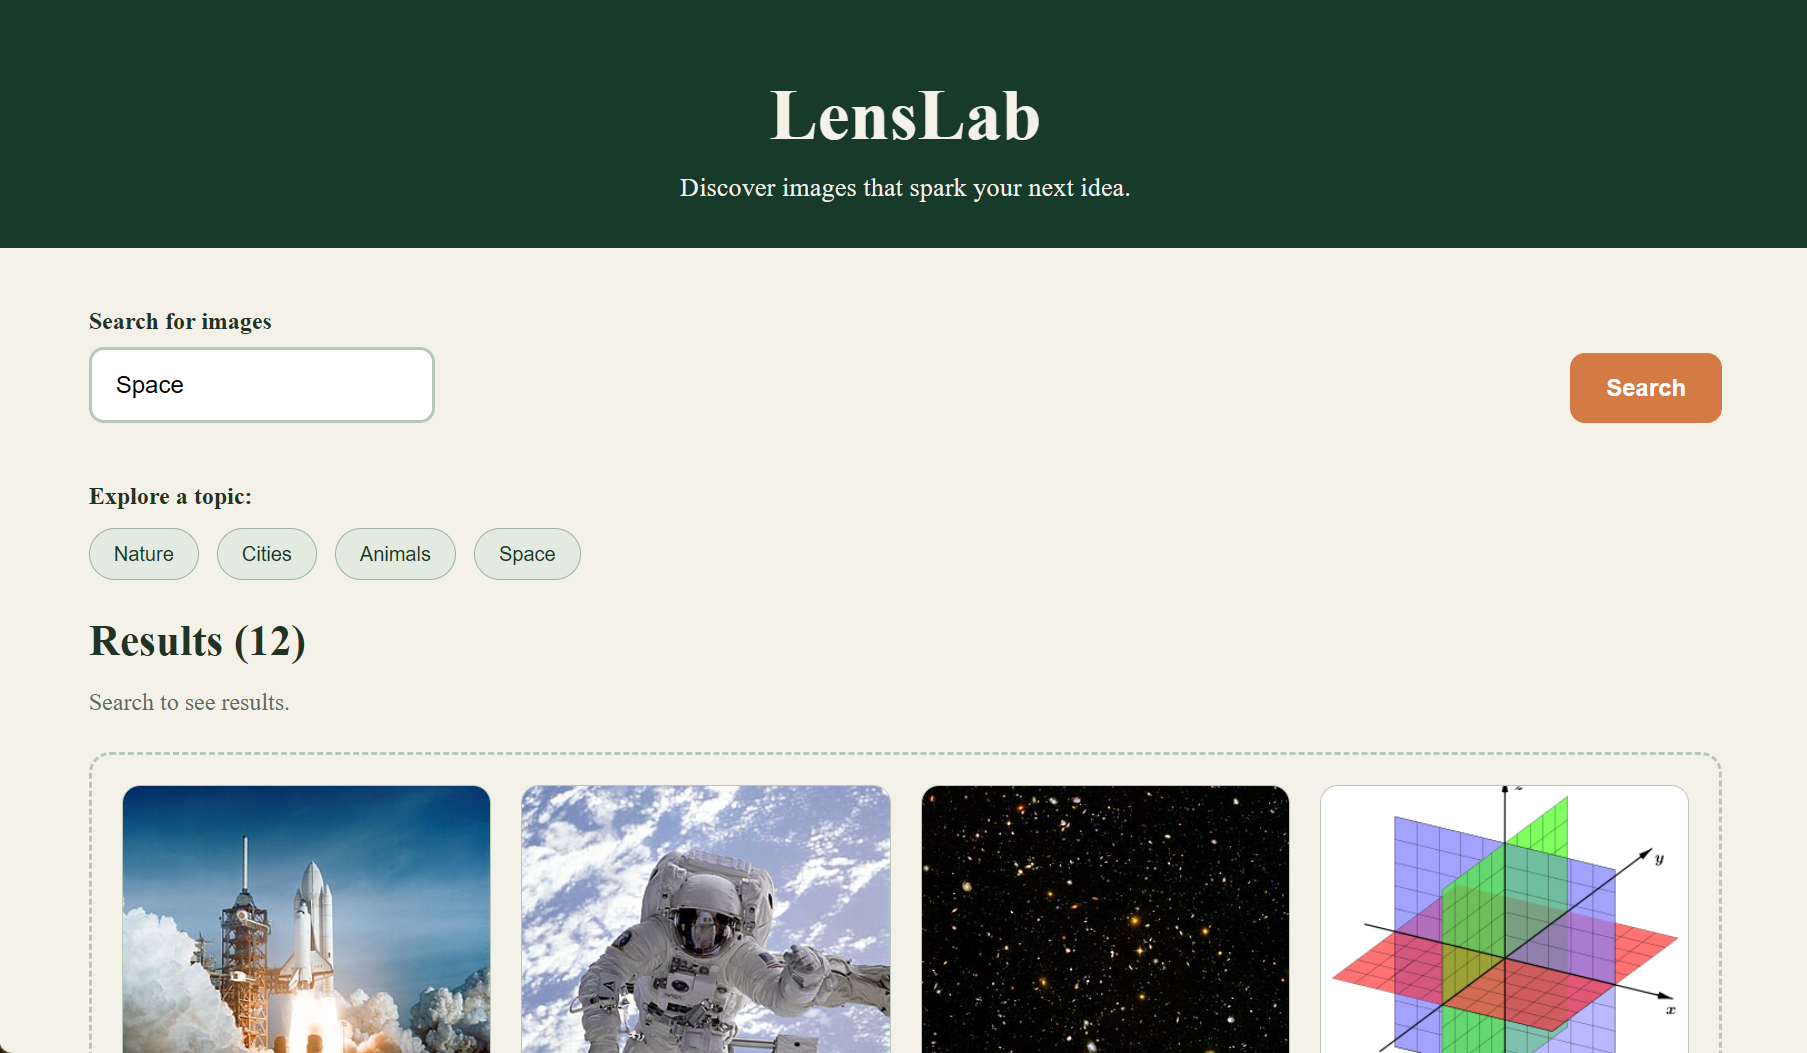 LensLab
Discover images that spark your next idea.
Search for images
Space
Search
Explore a topic:
Nature
Cities
Animals
Space
Results (12)
Search to see results.
y
x